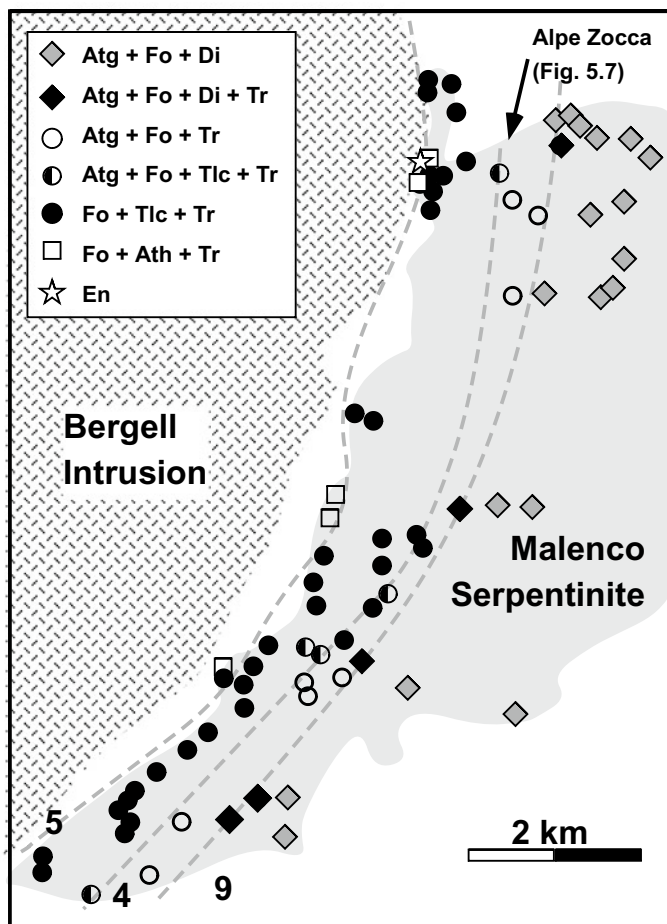 Atg + Fo + Di
Atg + Fo + Di + Tr
Atg + Fo + Tr
Atg + Fo + Tlc + Tr
Fo + Tlc + Tr
Fo + Ath + Tr
En
Alpe Zocca
(Fig. 5.7)
Bergell
Intrusion
Malenco
Serpentinite
5
4
9
2 km